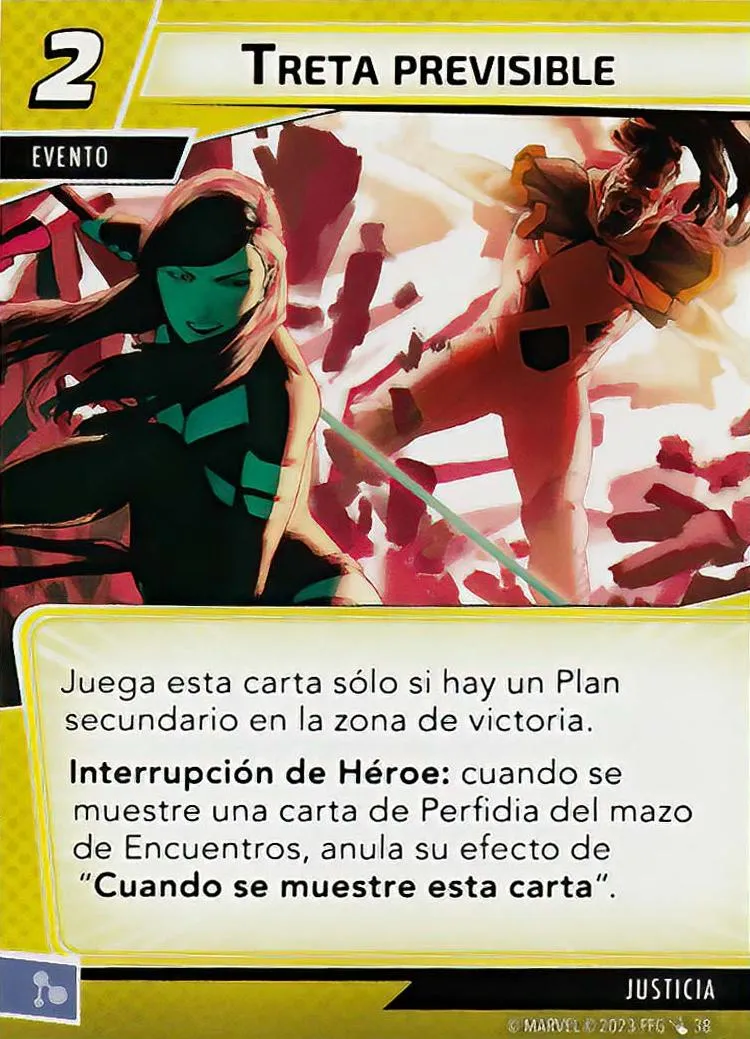 2
TRETA PREVISIBLE
EVENTO
Juega esta carta sólo si hay un Plan
secundario en la zona de victoria.
Interrupción de Héroe: cuando se
muestre una carta de Perfidia del mazo
de Encuentros, anula su efecto de
“Cuando se muestre esta carta”.
JUSTICIA
© MARVEL © 2023 FFG 38